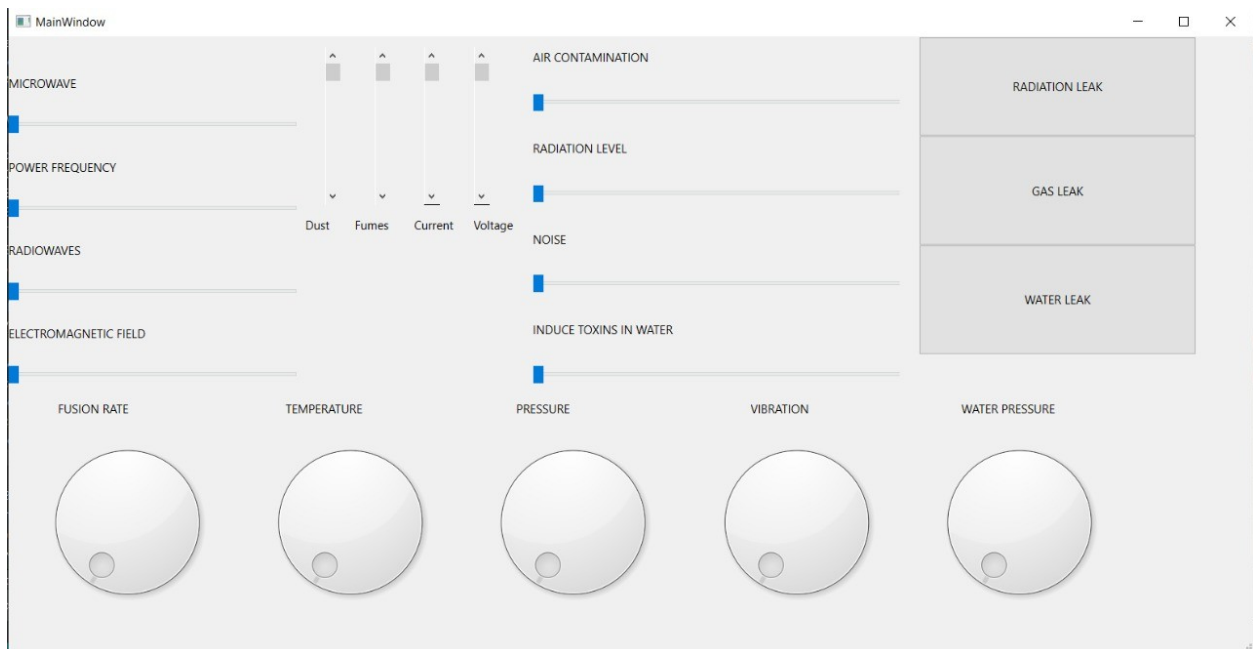 MainWindow
MICROWAVE
POWER FREQUENCY
RADIOWAVES
ELECTROMAGNETIC FIELD
Dust Fumes Current Voltage
AIR CONTAMINATION
RADIATION LEVEL
NOISE
INDUCE TOXINS IN WATER
RADIATION LEAK
GAS LEAK
WATER LEAK
FUSION RATE TEMPERATURE PRESSURE VIBRATION WATER PRESSURE